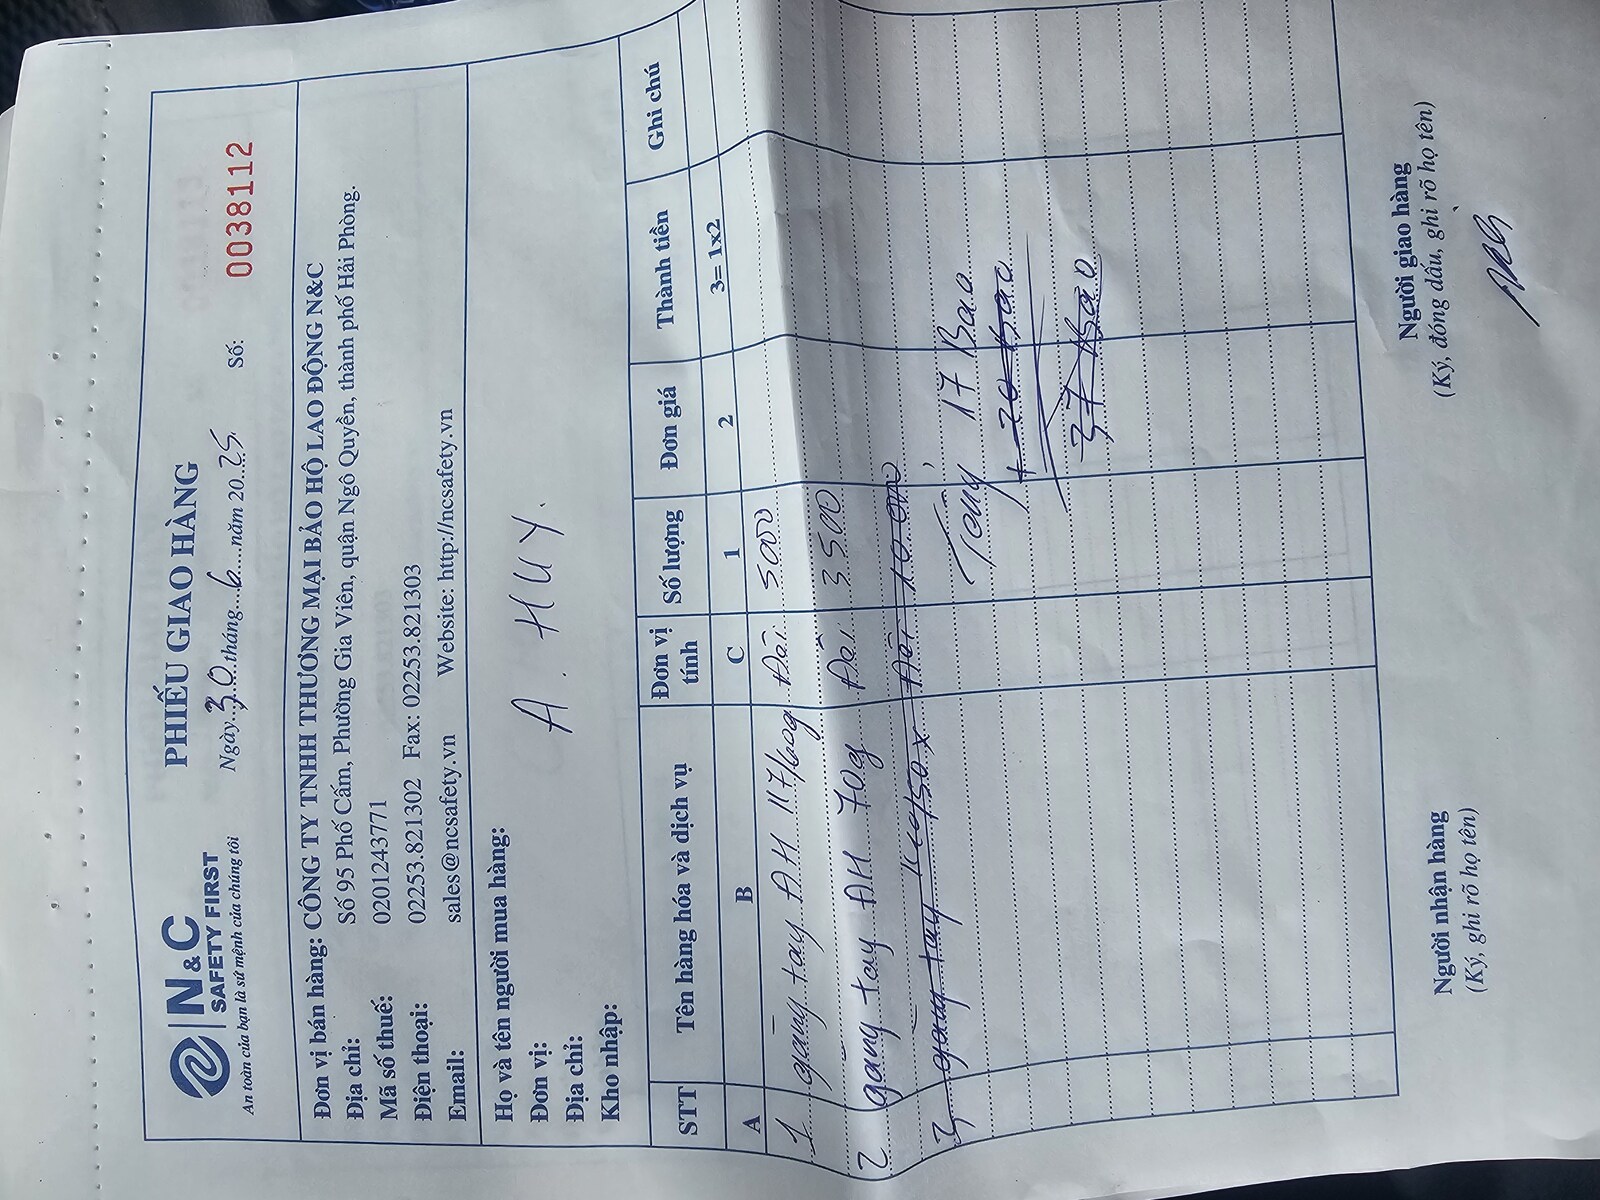 N&C
SAFETY FIRST
An toàn của bạn là sứ mệnh của chúng tôi
PHIẾU GIAO HÀNG
Ngày 30 tháng 6 năm 2025 Số: 0038112
Đơn vị bán hàng: CÔNG TY TNHH THƯƠNG MẠI BẢO HỘ LAO ĐỘNG N&C
Địa chỉ: Số 95 Phố Cấm, Phường Gia Viên, quận Ngô Quyền, thành phố Hải Phòng.
Mã số thuế: 0201243771
Điện thoại: 02253.821302 Fax: 02253.821303
Email: sales@ncsafety.vn Website: http://ncsafety.vn
Họ và tên người mua hàng:
Đơn vị: A. HUY.
Địa chỉ:
Kho nhập:
STT Tên hàng hóa và dịch vụ Đơn vị tính Số lượng Đơn giá Thành tiền Ghi chú
A B C 1 2 3= 1x2
1 găng tay AH 117/60g Đôi 5000
2 găng tay AH 70g Đôi 3500
3 găng tay Đôi 1000
Tổng 17 Bao
+ 20 Bao
37 Bao
Người nhận hàng
(Ký, ghi rõ họ tên)
Người giao hàng
(Ký, đóng dấu, ghi rõ họ tên)